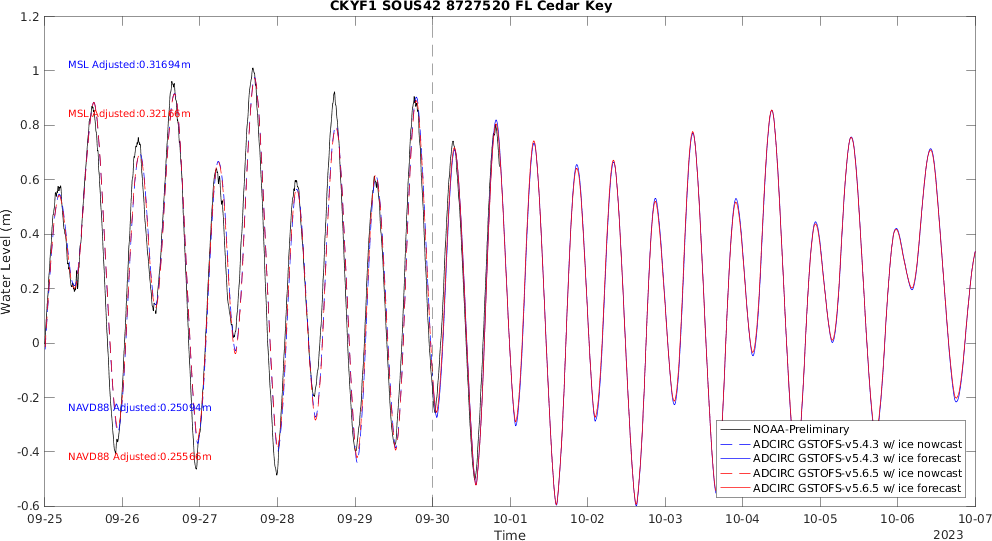 CKYF1 SOUS42 8727520 FL Cedar Key
1.2
1
0.8
0.6
0.4
0.2
0
-0.2
-0.4
-0.6
Water Level (m)
MSL Adjusted:0.31694m
MSL Adjusted:0.32166m
NAVD88 Adjusted:0.25094m
NAVD88 Adjusted:0.25566m
NOAA-Preliminary
ADCIRC GSTOFS-v5.4.3 w/ ice nowcast
ADCIRC GSTOFS-v5.4.3 w/ ice forecast
ADCIRC GSTOFS-v5.6.5 w/ ice nowcast
ADCIRC GSTOFS-v5.6.5 w/ ice forecast
09-25 09-26 09-27 09-28 09-29 09-30 10-01 10-02 10-03 10-04 10-05 10-06 10-07
Time
2023